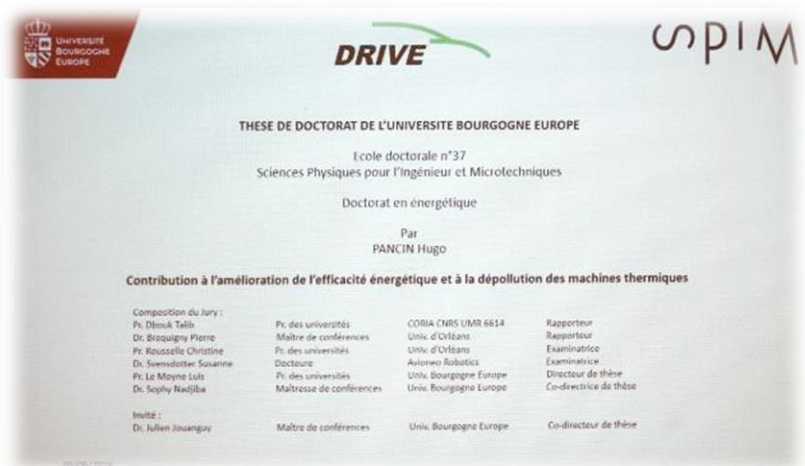 UNIVERSITÉ
BOURGOGNE
EUROPE
DRIVE
SPIM
THESE DE DOCTORAT DE L'UNIVERSITE BOURGOGNE EUROPE
Ecole doctorale n°37
Sciences Physiques pour l'Ingénieur et Microtechniques
Doctorat en énergétique
Par
PANCIN Hugo
Contribution à l'amélioration de l'efficacité énergétique et à la dépollution des machines thermiques
Composition du Jury :
Pr. Dbouk Talib Pr. des universités CORIA CNRS UMR 6614 Rapporteur
Dr. Brequigny Pierre Maître de conférences Univ. d'Orléans Rapporteur
Pr. Rousselle Christine Pr. des universités Univ. d'Orléans Examinatrice
Dr. Svensdotter Susanne Docteure Avioneo Robotics Examinatrice
Pr. Le Moyne Luis Pr. des universités Univ. Bourgogne Europe Directeur de thèse
Dr. Sophy Nadjiba Maîtresse de conférences Univ. Bourgogne Europe Co-directrice de thèse
Invité :
Dr. Julien Jouanguy Maître de conférences Univ. Bourgogne Europe Co-directeur de thèse